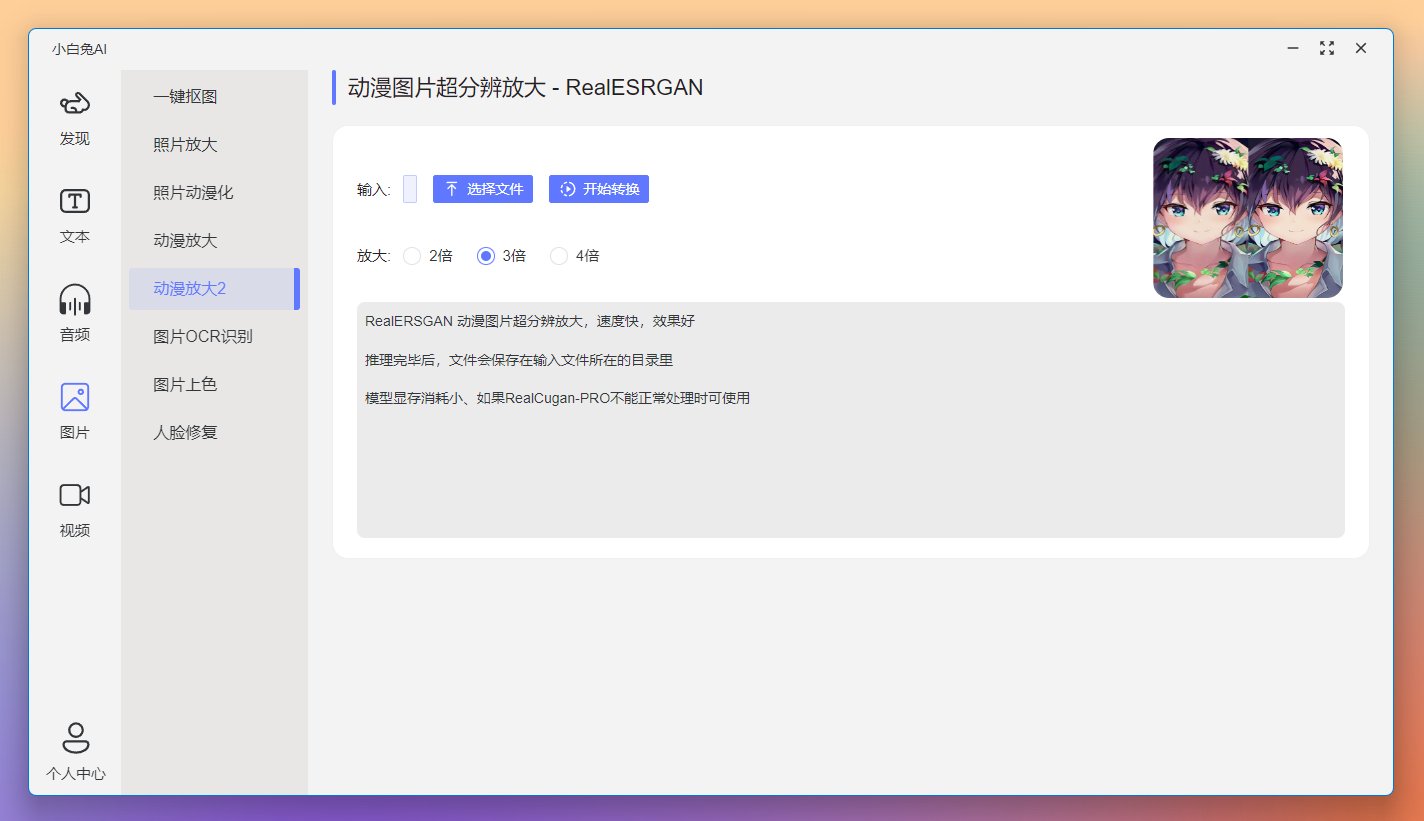 小白兔AI
发现
文本
音频
图片
视频
个人中心
一键抠图
照片放大
照片动漫化
动漫放大
动漫放大2
图片OCR识别
图片上色
人脸修复
动漫图片超分辨放大 - RealESRGAN
输入: 选择文件 开始转换
放大: 2倍 3倍 4倍
RealERSGAN 动漫图片超分辨放大，速度快，效果好
推理完毕后，文件会保存在输入文件所在的目录里
模型显存消耗小、如果RealCugan-PRO不能正常处理时可使用